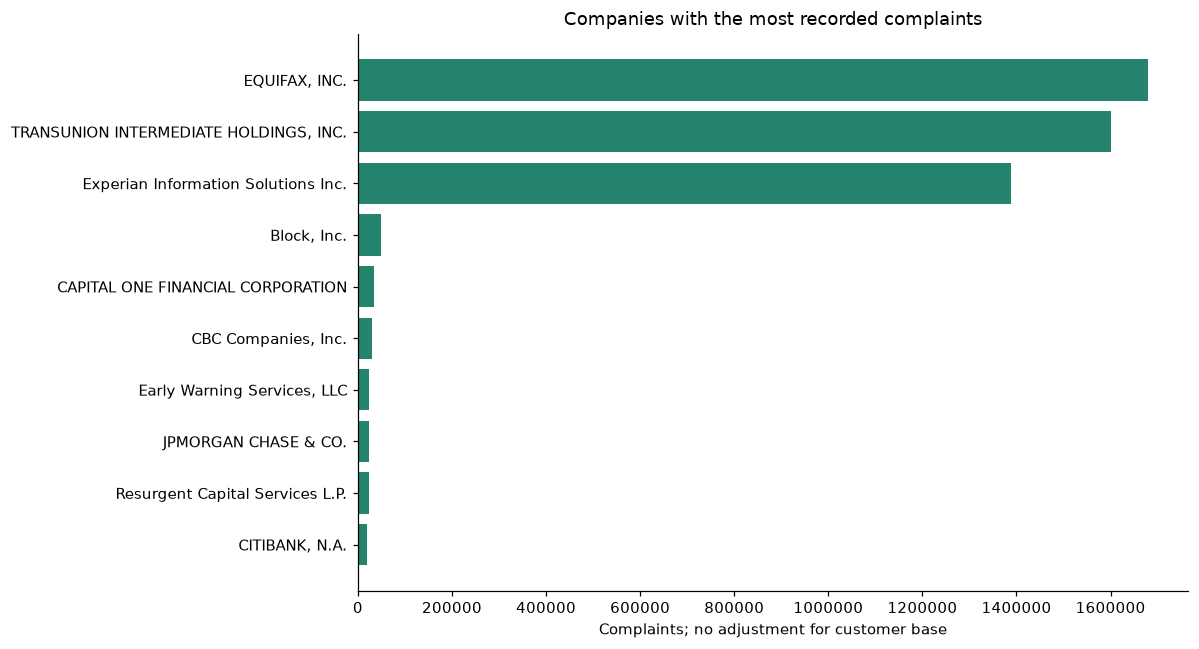 Companies with the most recorded complaints
EQUIFAX, INC.
TRANSUNION INTERMEDIATE HOLDINGS, INC.
Experian Information Solutions Inc.
Block, Inc.
CAPITAL ONE FINANCIAL CORPORATION
CBC Companies, Inc.
Early Warning Services, LLC
JPMORGAN CHASE & CO.
Resurgent Capital Services L.P.
CITIBANK, N.A.
0 200000 400000 600000 800000 1000000 1200000 1400000 1600000
Complaints; no adjustment for customer base